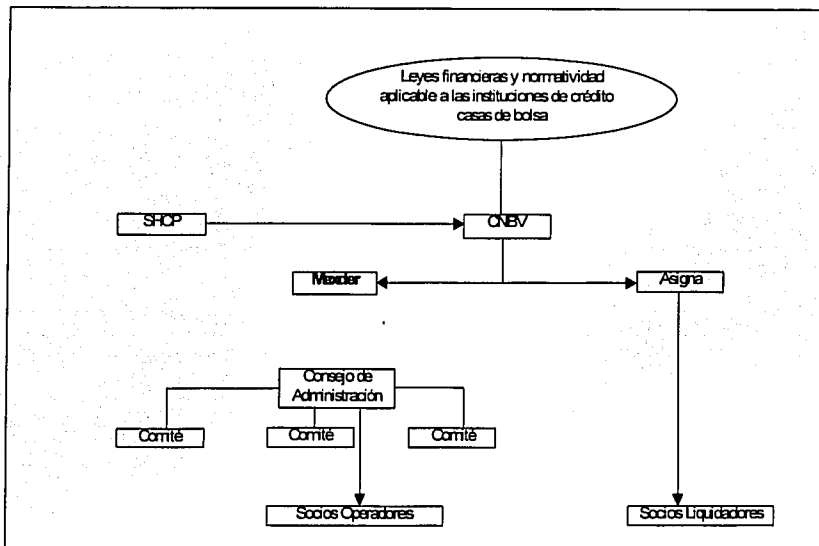 Leyes financieras y normatividad
aplicable a las instituciones de crédito
casas de bolsa
SHCP
CNBV
Mexder
Asigna
Consejo de
Administración
Comité
Comité
Comité
Socios Operadores
Socios Liquidadores